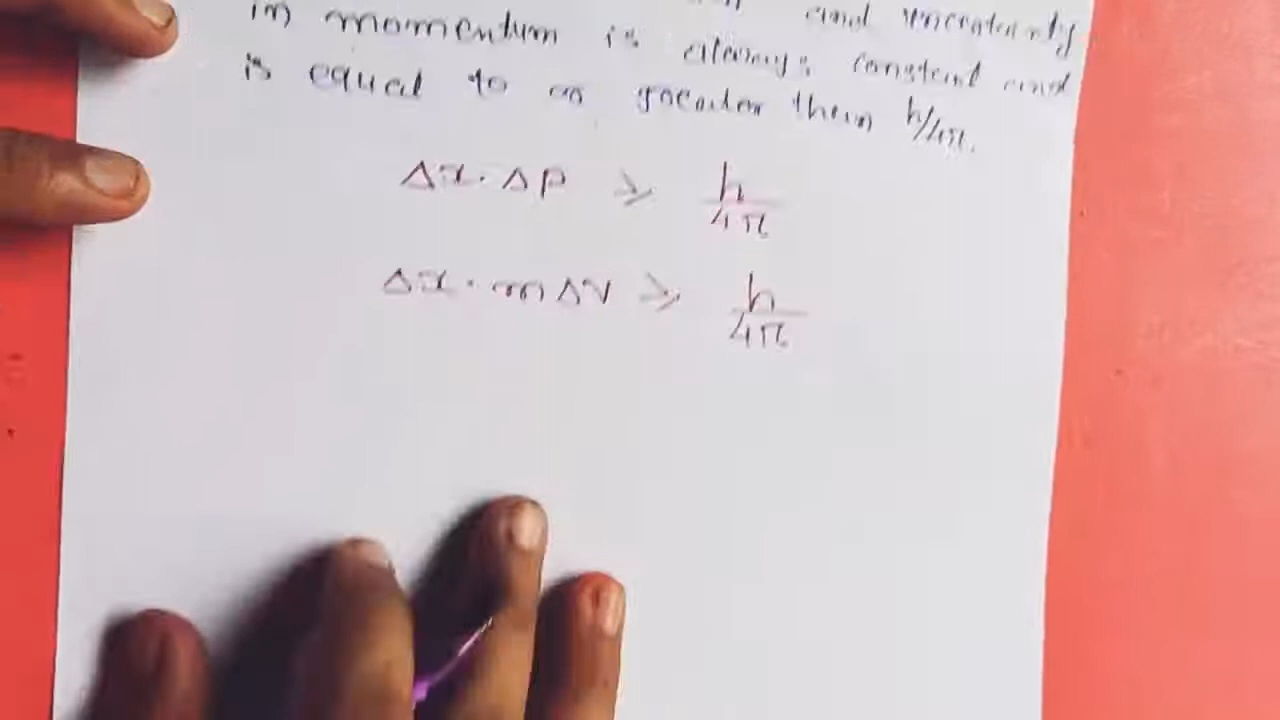 and uncertainty
in momentum is always constant and
is equal to or greater than h/4π.
Δx · ΔP ⩾ h/4π
Δx · m ΔV ⩾ h/4π